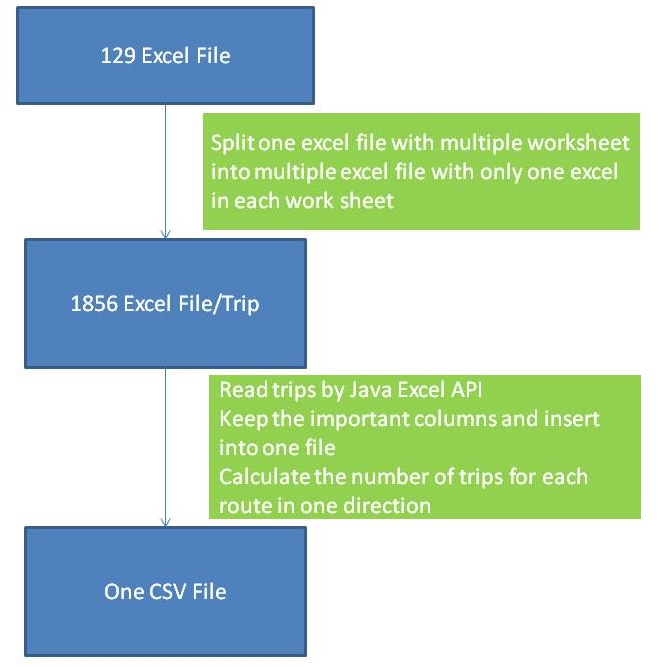 129 Excel File
Split one excel file with multiple worksheet
into multiple excel file with only one excel
in each work sheet
1856 Excel File/Trip
Read trips by Java Excel API
Keep the important columns and insert
into one file
Calculate the number of trips for each
route in one direction
One CSV File